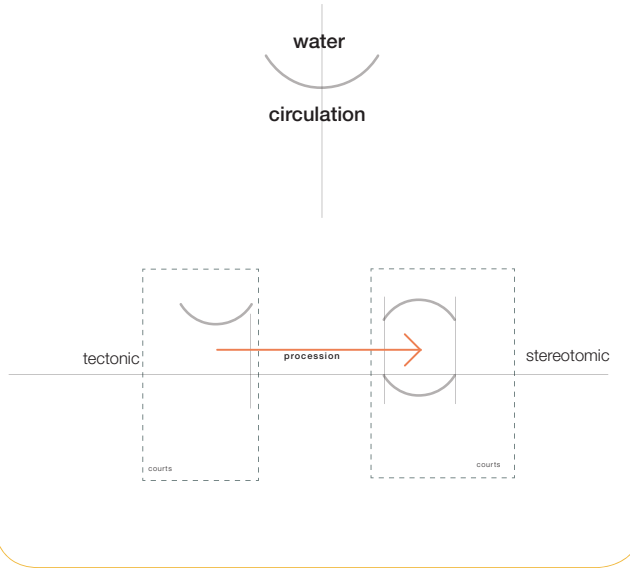 water
circulation
tectonic
procession
stereotomic
courts
courts